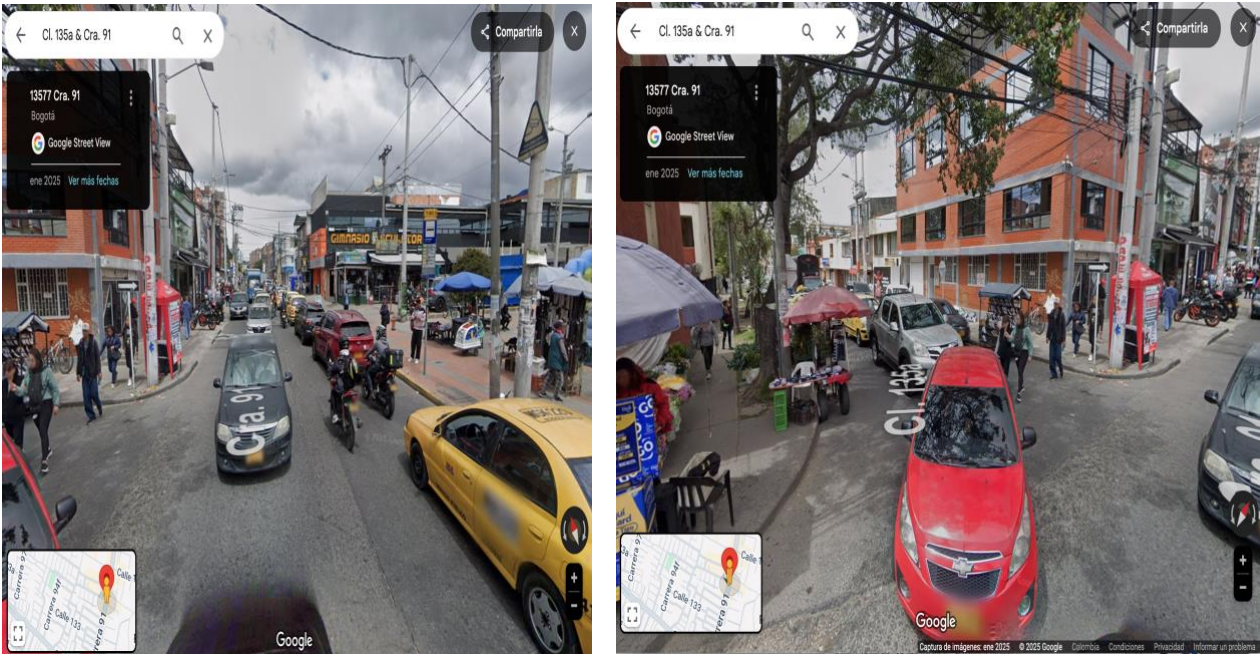 Cl. 135a & Cra. 91
Compartirla
13577 Cra. 91
Bogotá
Google Street View
ene 2025 Ver más fechas
GIMNASIO
Cra. 9
Carrera 94f
Calle 133
Google
Cl. 135a & Cra. 91
Compartirla
13577 Cra. 91
Bogotá
Google Street View
ene 2025 Ver más fechas
Cl. 135a
Carrera 94f
Calle 133
Google
Captura de imágenes: ene 2025 © 2025 Google Colombia Condiciones Privacidad Informar un problema